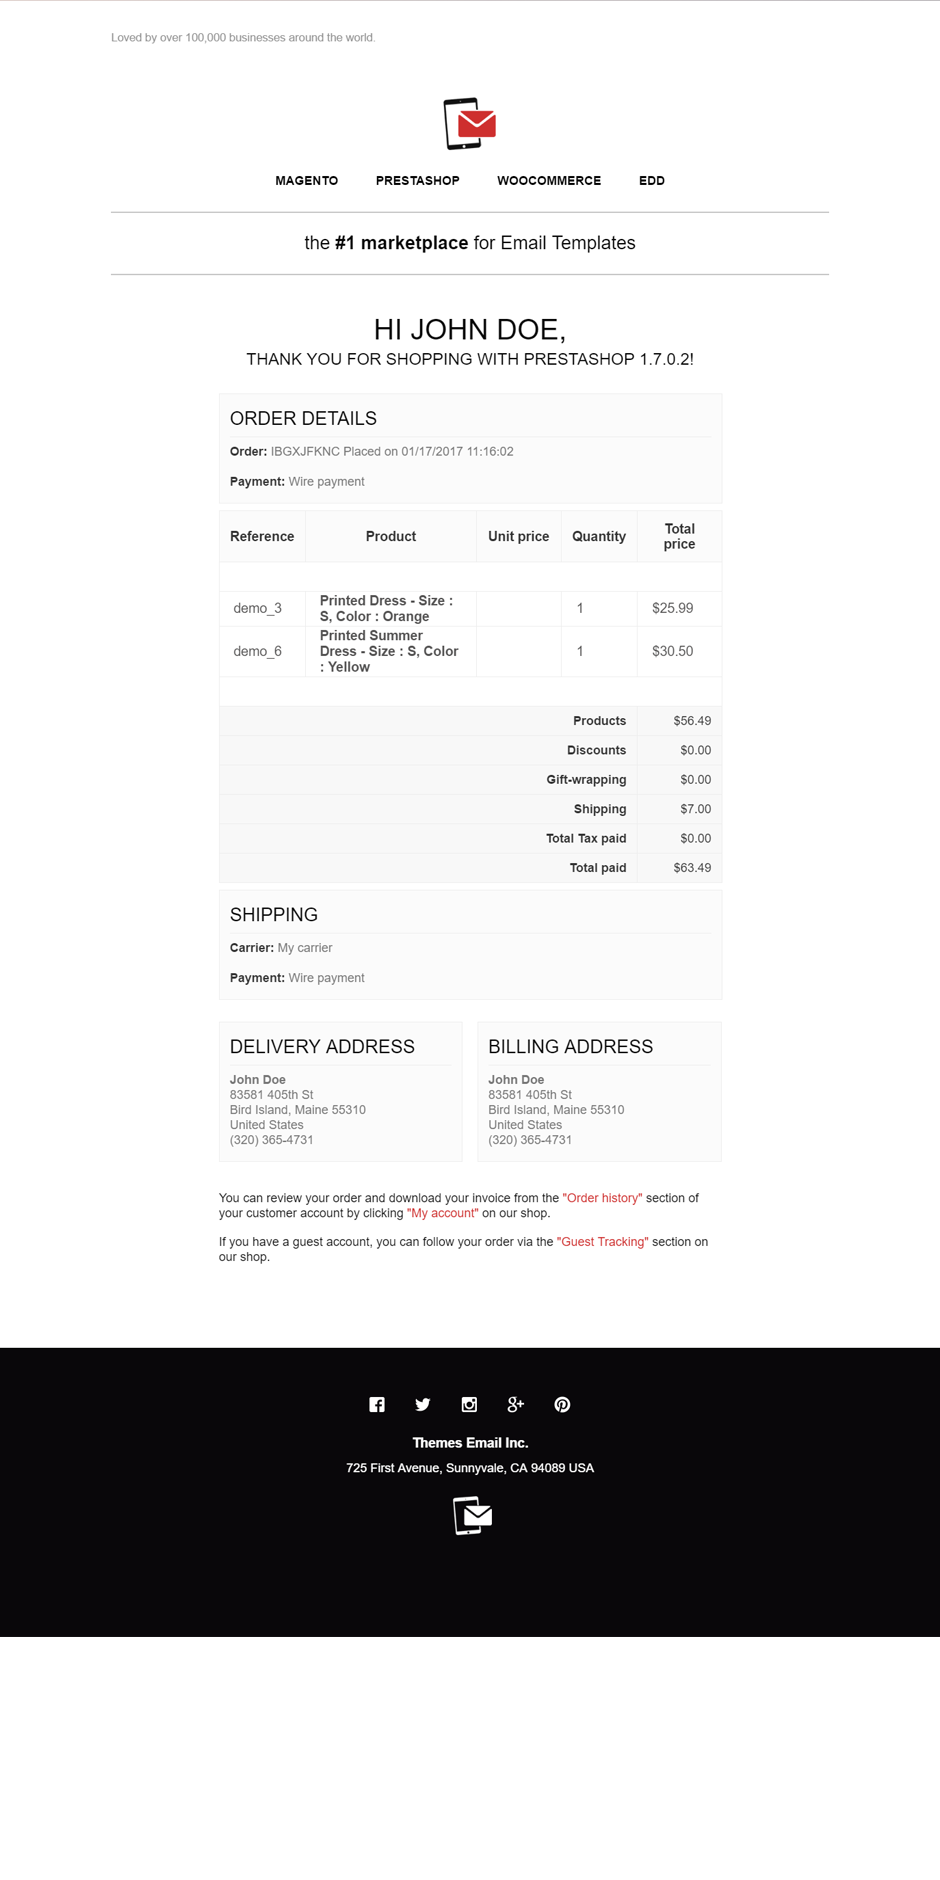 Loved by over 100,000 businesses around the world.
MAGENTO PRESTASHOP WOOCOMMERCE EDD
the #1 marketplace for Email Templates
HI JOHN DOE,
THANK YOU FOR SHOPPING WITH PRESTASHOP 1.7.0.2!
ORDER DETAILS
Order: IBGXJFKNC Placed on 01/17/2017 11:16:02
Payment: Wire payment
Reference Product Unit price Quantity Total
price
demo_3 Printed Dress - Size : 1 $25.99
S, Color : Orange
Printed Summer
demo_6 Dress - Size : S, Color 1 $30.50
: Yellow
Products $56.49
Discounts $0.00
Gift-wrapping $0.00
Shipping $7.00
Total Tax paid $0.00
Total paid $63.49
SHIPPING
Carrier: My carrier
Payment: Wire payment
DELIVERY ADDRESS
John Doe
83581 405th St
Bird Island, Maine 55310
United States
(320) 365-4731
BILLING ADDRESS
John Doe
83581 405th St
Bird Island, Maine 55310
United States
(320) 365-4731
You can review your order and download your invoice from the "Order history" section of
your customer account by clicking "My account" on our shop.
If you have a guest account, you can follow your order via the "Guest Tracking" section on
our shop.
Themes Email Inc.
725 First Avenue, Sunnyvale, CA 94089 USA